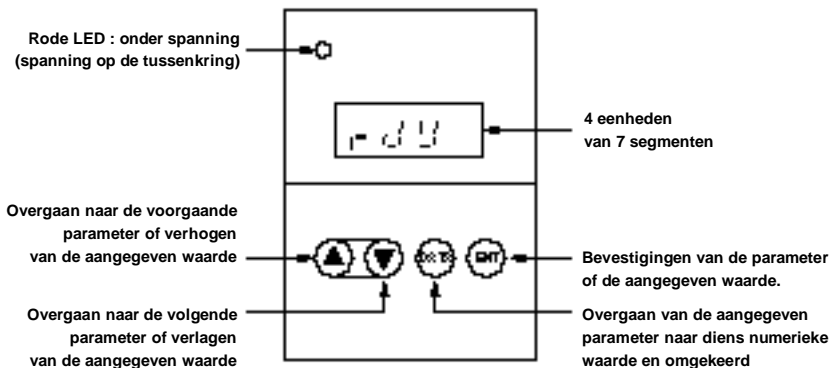 Rode LED : onder spanning
(spanning op de tussenkring)
4 eenheden
van 7 segmenten
Overgaan naar de voorgaande
parameter of verhogen
van de aangegeven waarde
ENT
Bevestigingen van de parameter
of de aangegeven waarde.
Overgaan naar de volgende
parameter of verlagen
van de aangegeven waarde
Overgaan van de aangegeven
parameter naar diens numerieke
waarde en omgekeerd